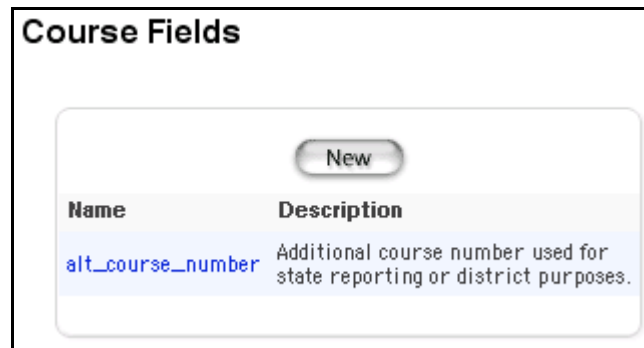 Course Fields
New
Name Description
alt_course_number Additional course number used for
state reporting or district purposes.